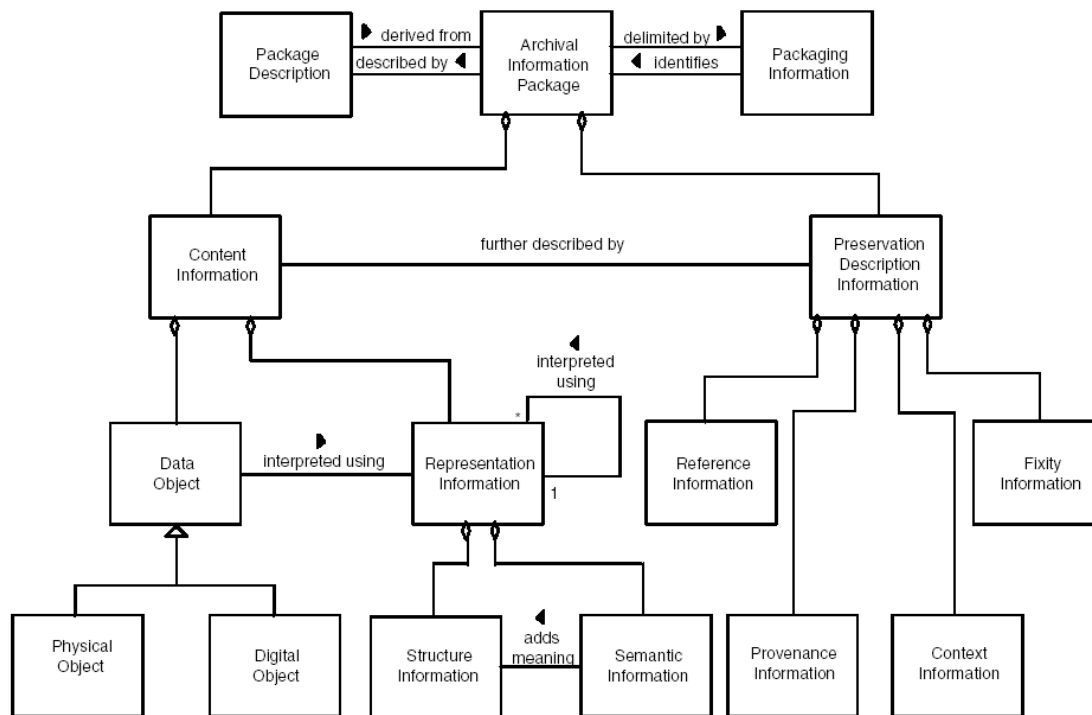 Package
Description
derived from
described by
Archival
Information
Package
delimited by
identifies
Packaging
Information
Content
Information
further described by
Preservation
Description
Information
interpreted
using
*
1
Data
Object
interpreted using
Representation
Information
Reference
Information
Fixity
Information
Physical
Object
Digital
Object
Structure
Information
adds
meaning
Semantic
Information
Provenance
Information
Context
Information